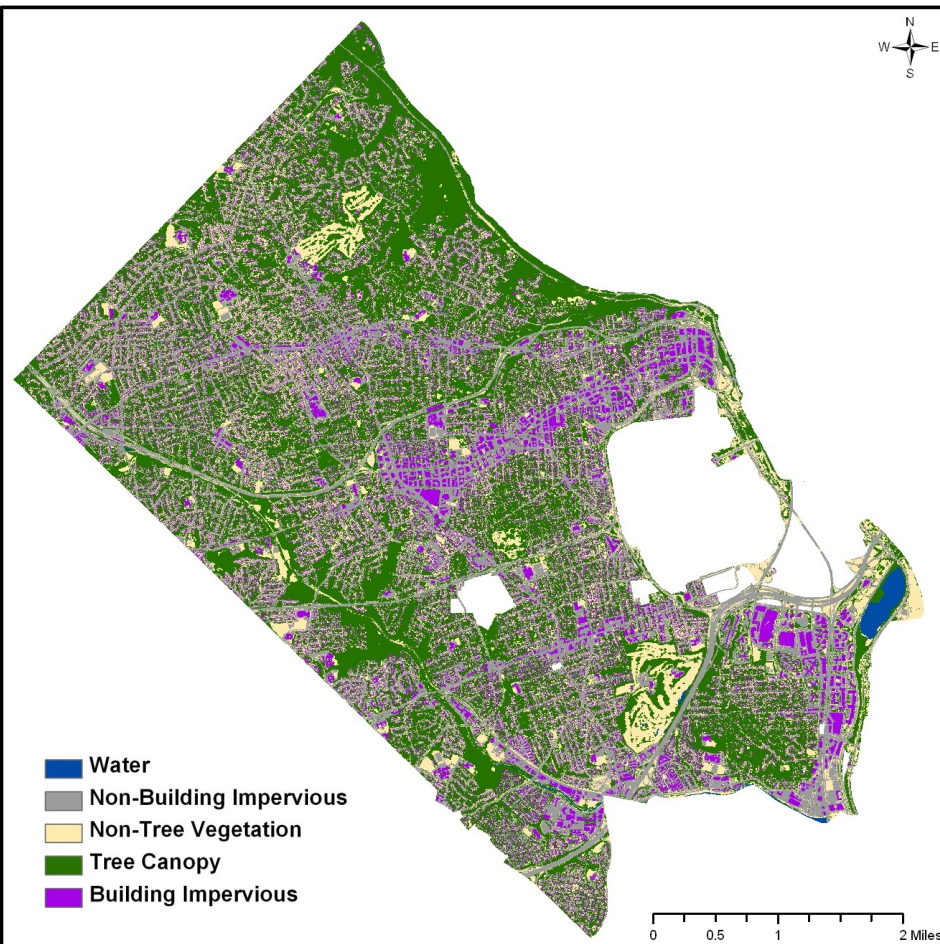 N
W E
S
Water
Non-Building Impervious
Non-Tree Vegetation
Tree Canopy
Building Impervious
0 0.5 1 2 Miles